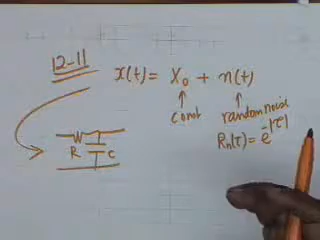 12-11
x(t) = X₀ + n(t)
const random noise
Rₙ(τ) = e^-|τ|
R C